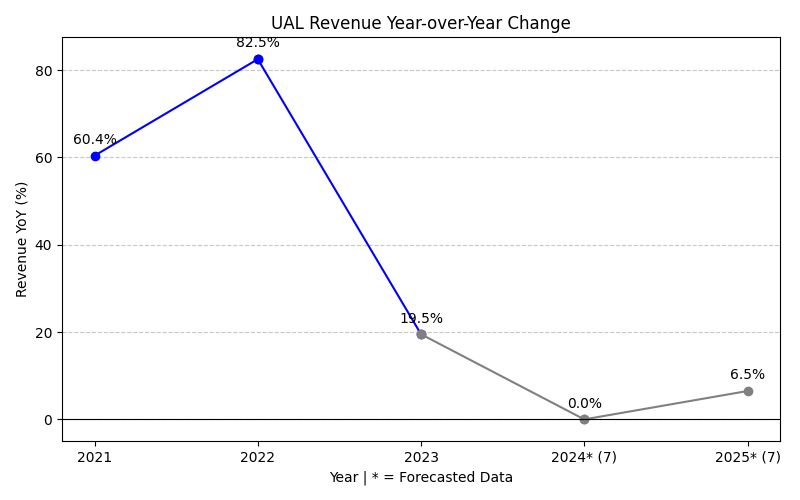 UAL Revenue Year-over-Year Change
82.5%
80
60.4%
60
Revenue YoY (%)
40
19.5%
20
6.5%
0.0%
0
2021 2022 2023 2024* (7) 2025* (7)
Year | * = Forecasted Data